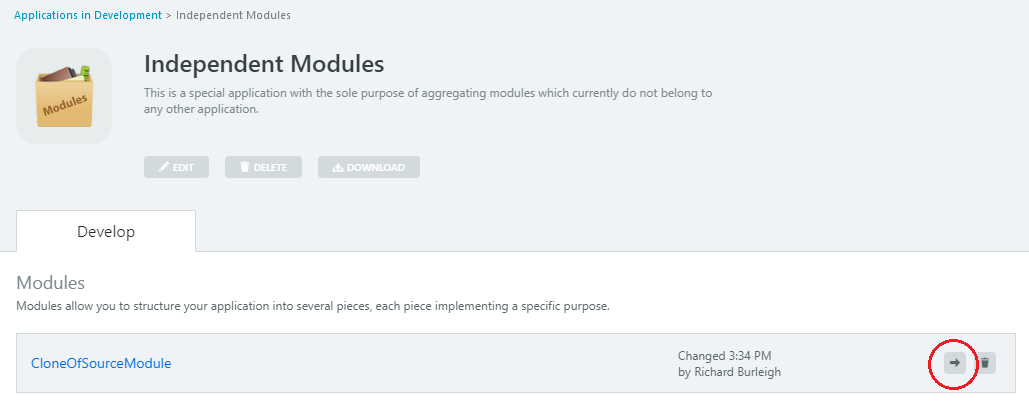 Applications in Development > Independent Modules
Modules
Independent Modules
This is a special application with the sole purpose of aggregating modules which currently do not belong to
any other application.
EDIT DELETE DOWNLOAD
Develop
Modules
Modules allow you to structure your application into several pieces, each piece implementing a specific purpose.
CloneOfSourceModule
Changed 3:34 PM
by Richard Burleigh